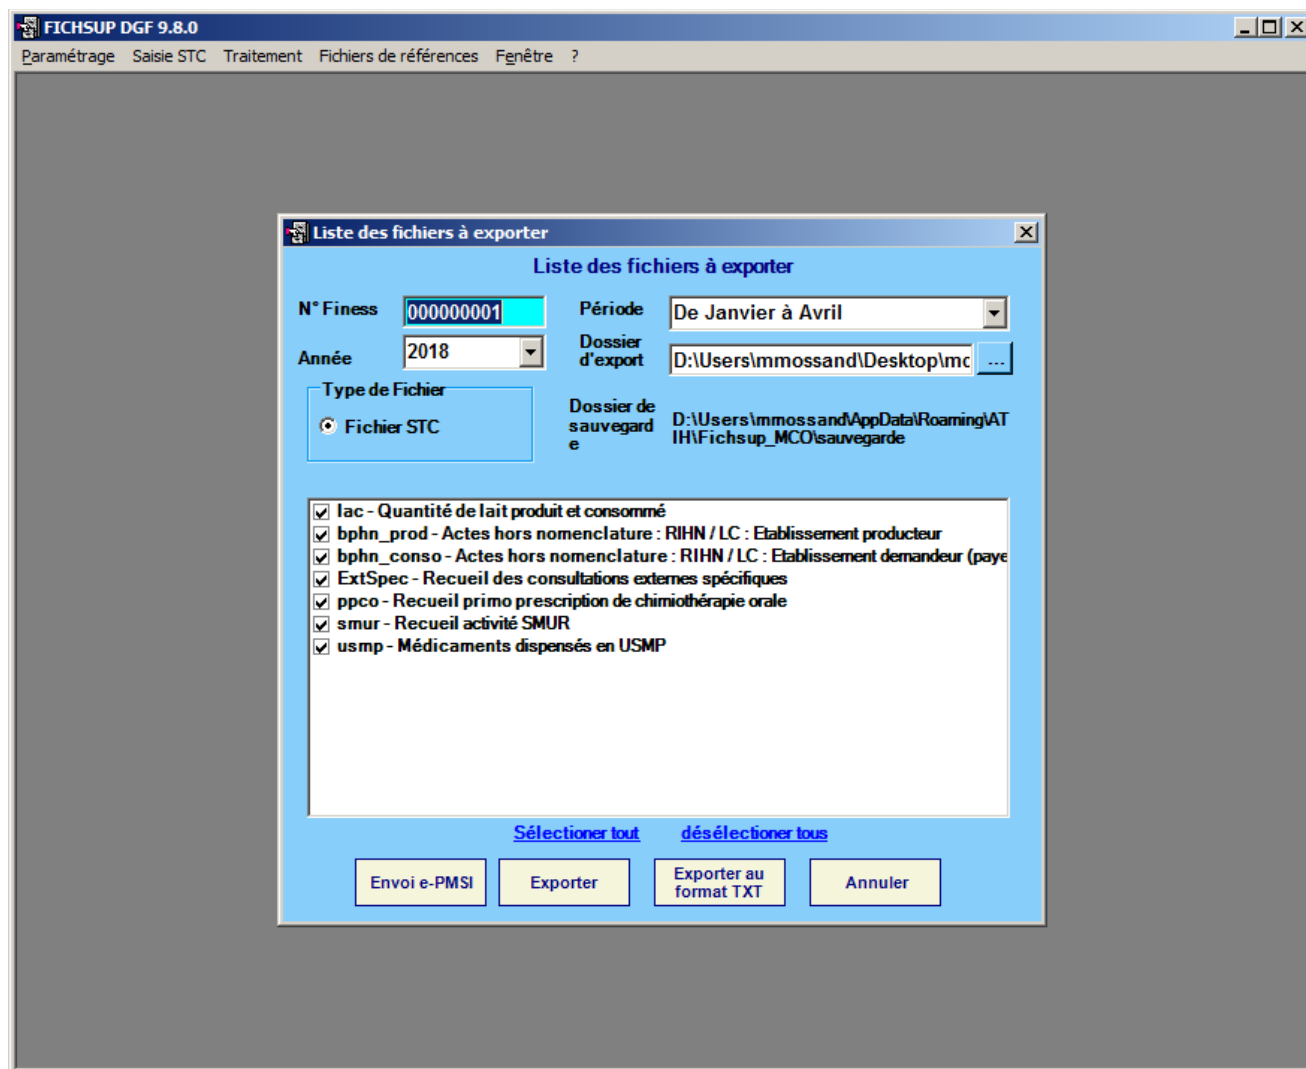 FICHSUP DGF 9.8.0
Paramétrage Saisie STC Traitement Fichiers de références Fenêtre ?
Liste des fichiers à exporter
Liste des fichiers à exporter
N° Finess 000000001 Période De Janvier à Avril
Année 2018 Dossier d'export D:\Users\mmossand\Desktop\mc ...
Type de Fichier
Fichier STC
Dossier de
sauvegard
e
D:\Users\mmossand\AppData\Roaming\AT
IH\Fichsup_MCO\sauvegarde
lac - Quantité de lait produit et consommé
bphn_prod - Actes hors nomenclature : RIHN / LC : Etablissement producteur
bphn_conso - Actes hors nomenclature : RIHN / LC : Etablissement demandeur (paye
ExtSpec - Recueil des consultations externes spécifiques
ppco - Recueil primo prescription de chimiothérapie orale
smur - Recueil activité SMUR
usmp - Médicaments dispensés en USMP
Sélectioner tout désélectioner tous
Envoi e-PMSI Exporter Exporter au format TXT Annuler